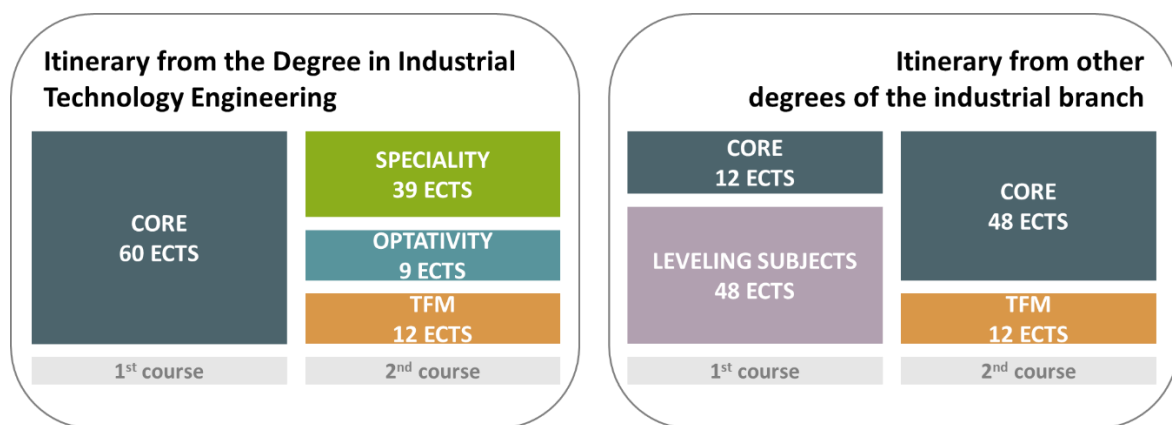 Itinerary from the Degree in Industrial
Technology Engineering
CORE
60 ECTS
SPECIALITY
39 ECTS
OPTATIVITY
9 ECTS
TFM
12 ECTS
1st course
2nd course
Itinerary from other
degrees of the industrial branch
CORE
12 ECTS
LEVELING SUBJECTS
48 ECTS
CORE
48 ECTS
TFM
12 ECTS
1st course
2nd course